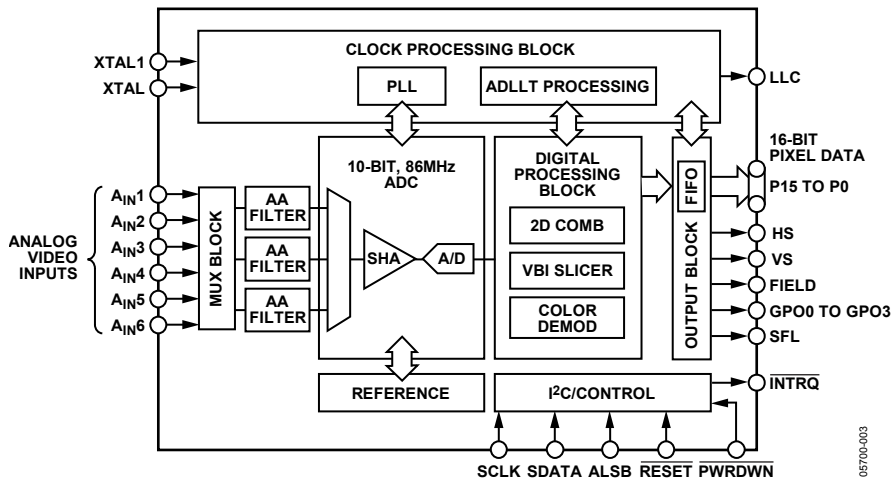 CLOCK PROCESSING BLOCK
XTAL1
XTAL
PLL
ADLLT PROCESSING
LLC
16-BIT
PIXEL DATA
P15 TO P0
10-BIT, 86MHz
ADC
DIGITAL
PROCESSING
BLOCK
2D COMB
VBI SLICER
COLOR
DEMOD
OUTPUT BLOCK
FIFO
ANALOG
VIDEO
INPUTS
AIN1
AIN2
AIN3
AIN4
AIN5
AIN6
MUX BLOCK
AA
FILTER
AA
FILTER
AA
FILTER
SHA
A/D
HS
VS
FIELD
GPO0 TO GPO3
SFL
REFERENCE
I2C/CONTROL
INTRQ
SCLK
SDATA
ALSB
RESET
PWRDWN
05700-003